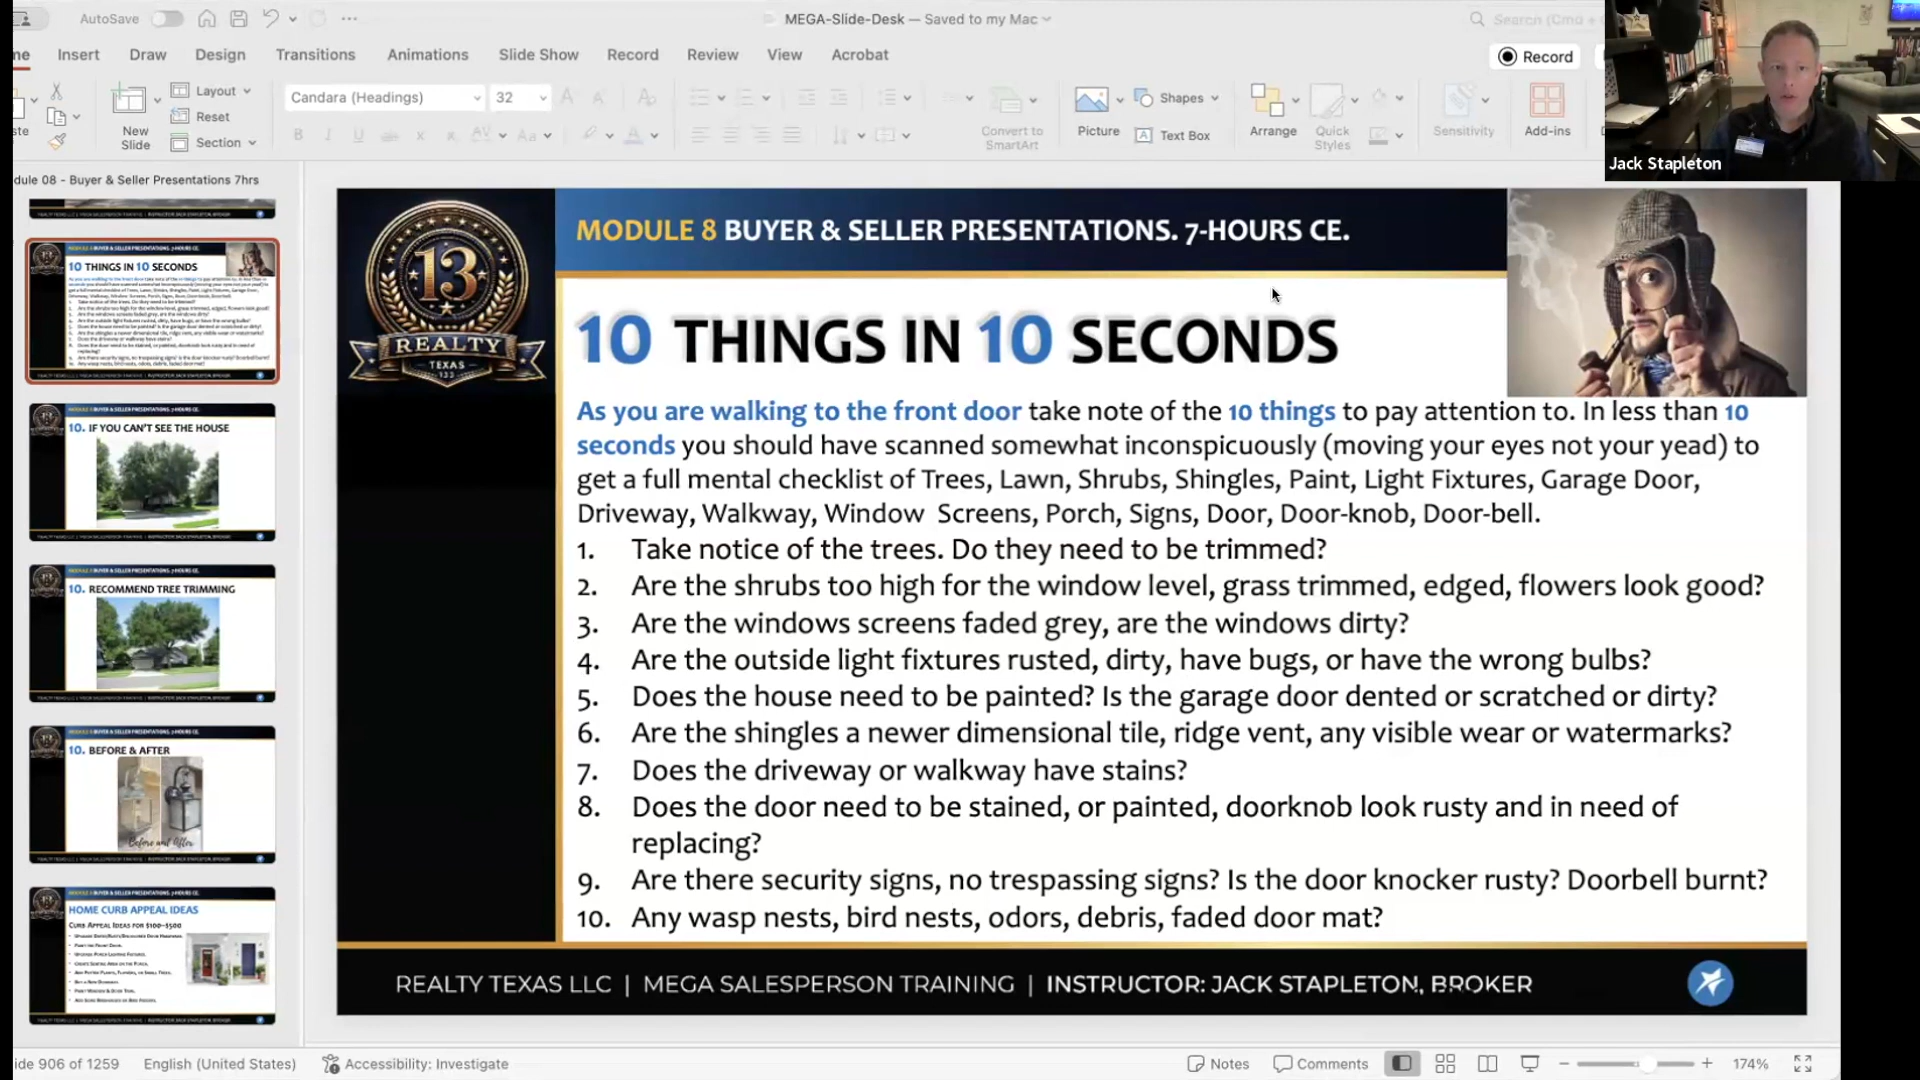 AutoSave
MEGA-Slide-Desk — Saved to my Mac
Search (Cmd +
Insert
Draw
Design
Transitions
Animations
Slide Show
Record
Review
View
Acrobat
Record
New
Slide
Layout
Reset
Section
Candara (Headings)
32
Convert to
SmartArt
Picture
Shapes
Text Box
Arrange
Quick
Styles
Sensitivity
Add-ins
Jack Stapleton
dule 08 - Buyer & Seller Presentations 7hrs
10 THINGS IN 10 SECONDS
10. IF YOU CAN'T SEE THE HOUSE
10. RECOMMEND TREE TRIMMING
10. BEFORE & AFTER
Before and After
HOME CURB APPEAL IDEAS
CURB APPEAL IDEAS FOR $100–$500
13
REALTY
TEXAS
133
MODULE 8 BUYER & SELLER PRESENTATIONS. 7-HOURS CE.
10 THINGS IN 10 SECONDS
As you are walking to the front door take note of the 10 things to pay attention to. In less than 10
seconds you should have scanned somewhat inconspicuously (moving your eyes not your yead) to
get a full mental checklist of Trees, Lawn, Shrubs, Shingles, Paint, Light Fixtures, Garage Door,
Driveway, Walkway, Window Screens, Porch, Signs, Door, Door-knob, Door-bell.
1. Take notice of the trees. Do they need to be trimmed?
2. Are the shrubs too high for the window level, grass trimmed, edged, flowers look good?
3. Are the windows screens faded grey, are the windows dirty?
4. Are the outside light fixtures rusted, dirty, have bugs, or have the wrong bulbs?
5. Does the house need to be painted? Is the garage door dented or scratched or dirty?
6. Are the shingles a newer dimensional tile, ridge vent, any visible wear or watermarks?
7. Does the driveway or walkway have stains?
8. Does the door need to be stained, or painted, doorknob look rusty and in need of
replacing?
9. Are there security signs, no trespassing signs? Is the door knocker rusty? Doorbell burnt?
10. Any wasp nests, bird nests, odors, debris, faded door mat?
REALTY TEXAS LLC | MEGA SALESPERSON TRAINING | INSTRUCTOR: JACK STAPLETON, BROKER
ide 906 of 1259
English (United States)
Accessibility: Investigate
Notes
Comments
174%